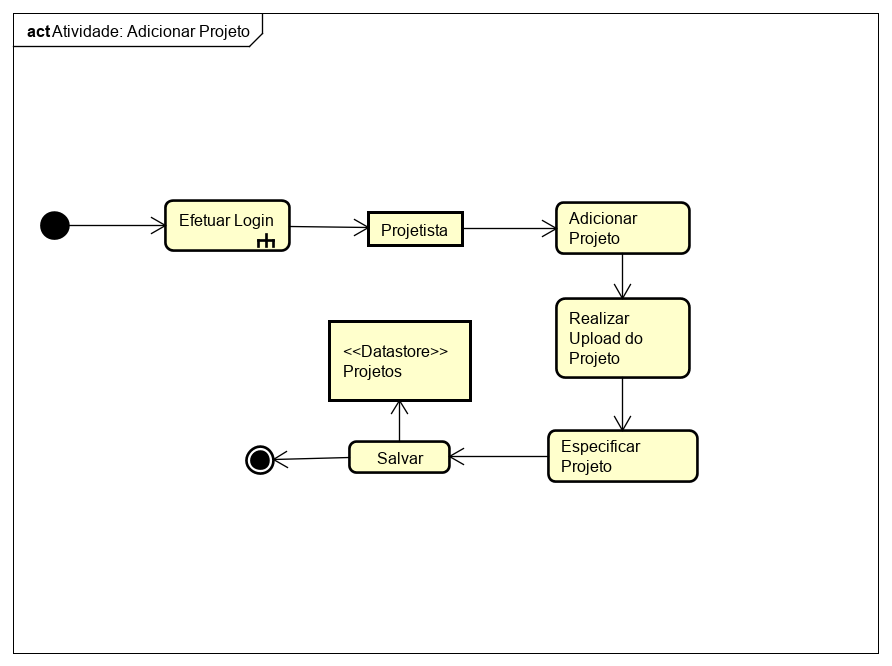 act Atividade: Adicionar Projeto
Efetuar Login
Projetista
Adicionar
Projeto
Realizar
Upload do
Projeto
<<Datastore>>
Projetos
Especificar
Projeto
Salvar